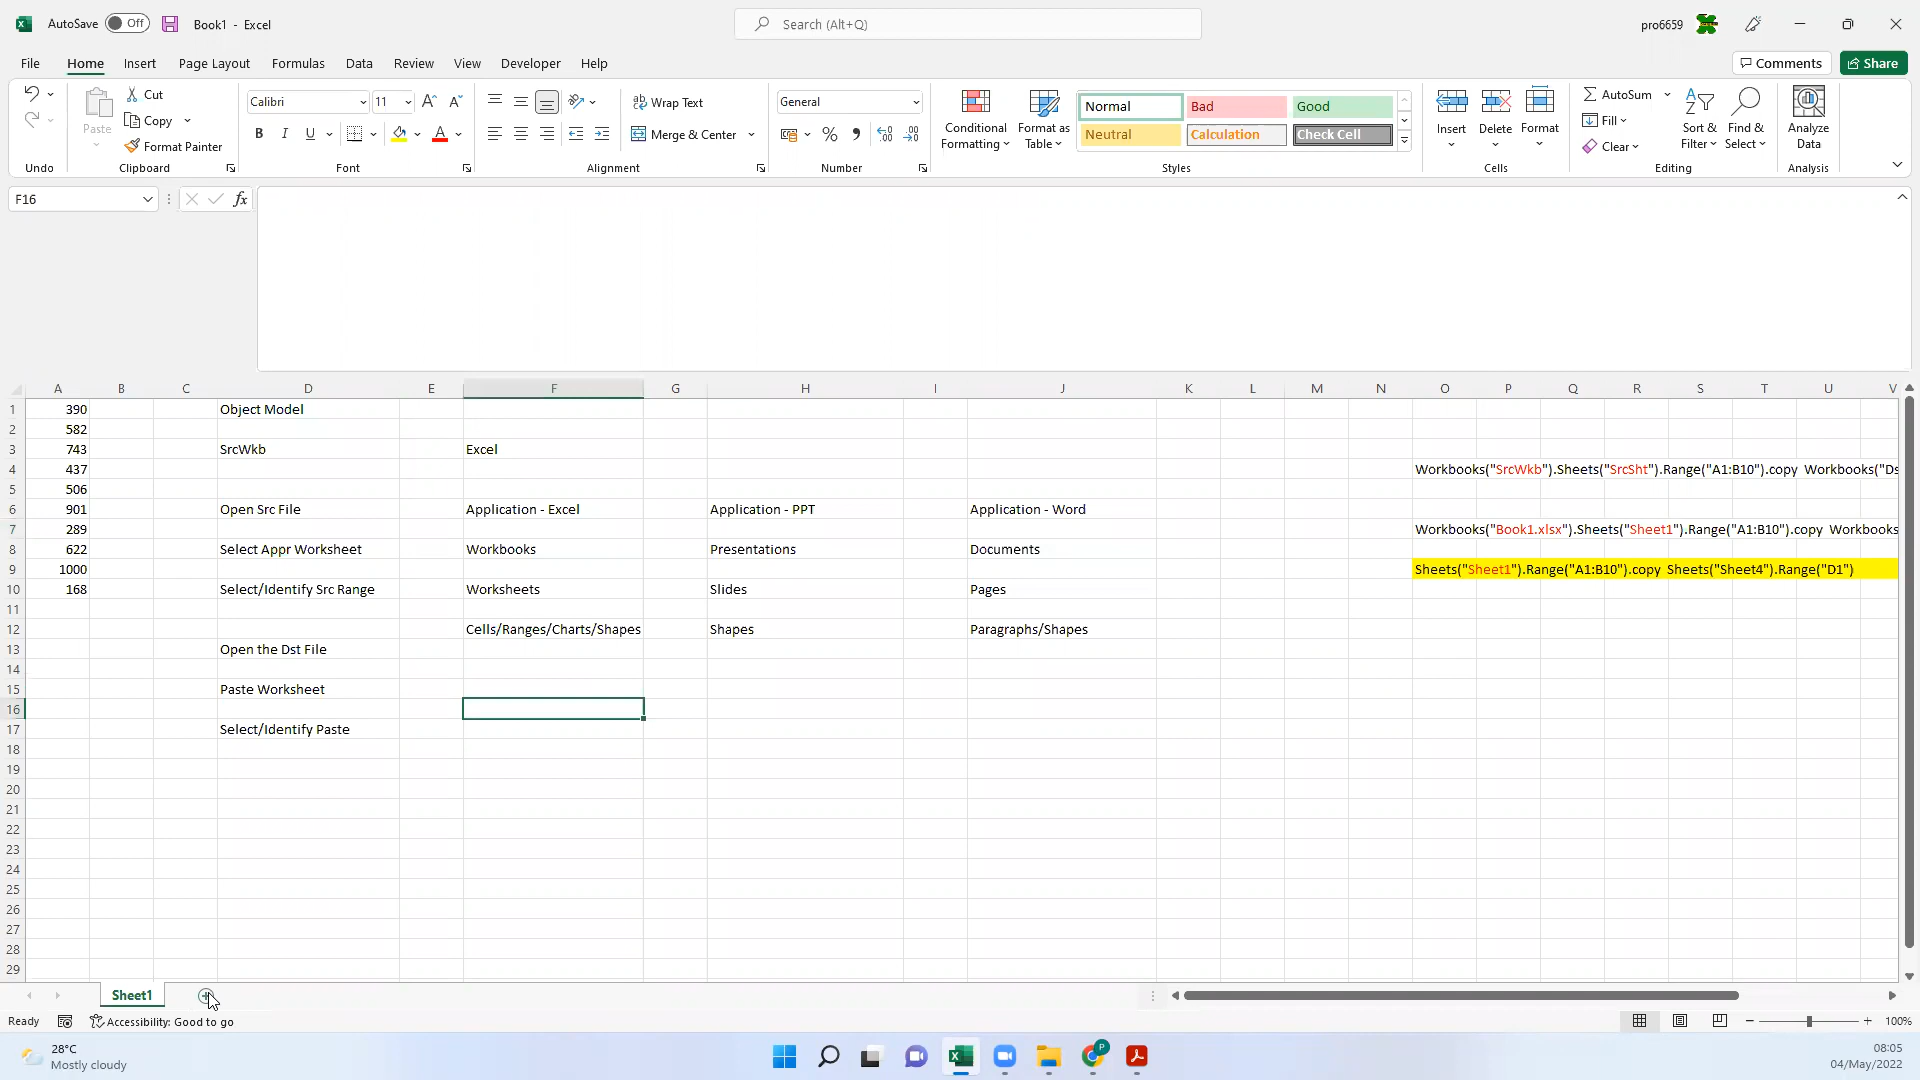 AutoSave Off Book1 - Excel Search (Alt+Q) pro6659
File Home Insert Page Layout Formulas Data Review View Developer Help Comments Share
Cut Calibri 11 Wrap Text General Normal Bad Good AutoSum
Paste Copy Conditional Formatting Format as Table Insert Delete Format Fill Sort & Filter Find & Select Analyze Data
B I U A Merge & Center % Neutral Calculation Check Cell
Format Painter Clear
Undo Clipboard Font Alignment Number Styles Cells Editing Analysis
F16 fx
A B C D E F G H I J K L M N O P Q R S T U V
1 390 Object Model
2 582
3 743 SrcWkb Excel
4 437 Workbooks("SrcWkb").Sheets("SrcSht").Range("A1:B10").copy Workbooks("Ds
5 506
6 901 Open Src File Application - Excel Application - PPT Application - Word
7 289 Workbooks("Book1.xlsx").Sheets("Sheet1").Range("A1:B10").copy Workbooks
8 622 Select Appr Worksheet Workbooks Presentations Documents
9 1000 Sheets("Sheet1").Range("A1:B10").copy Sheets("Sheet4").Range("D1")
10 168 Select/Identify Src Range Worksheets Slides Pages
11
12 Cells/Ranges/Charts/Shapes Shapes Paragraphs/Shapes
13 Open the Dst File
14
15 Paste Worksheet
16
17 Select/Identify Paste
18
19
20
21
22
23
24
25
26
27
28
29
Sheet1
Ready Accessibility: Good to go 100%
28°C 08:05
Mostly cloudy 04/May/2022